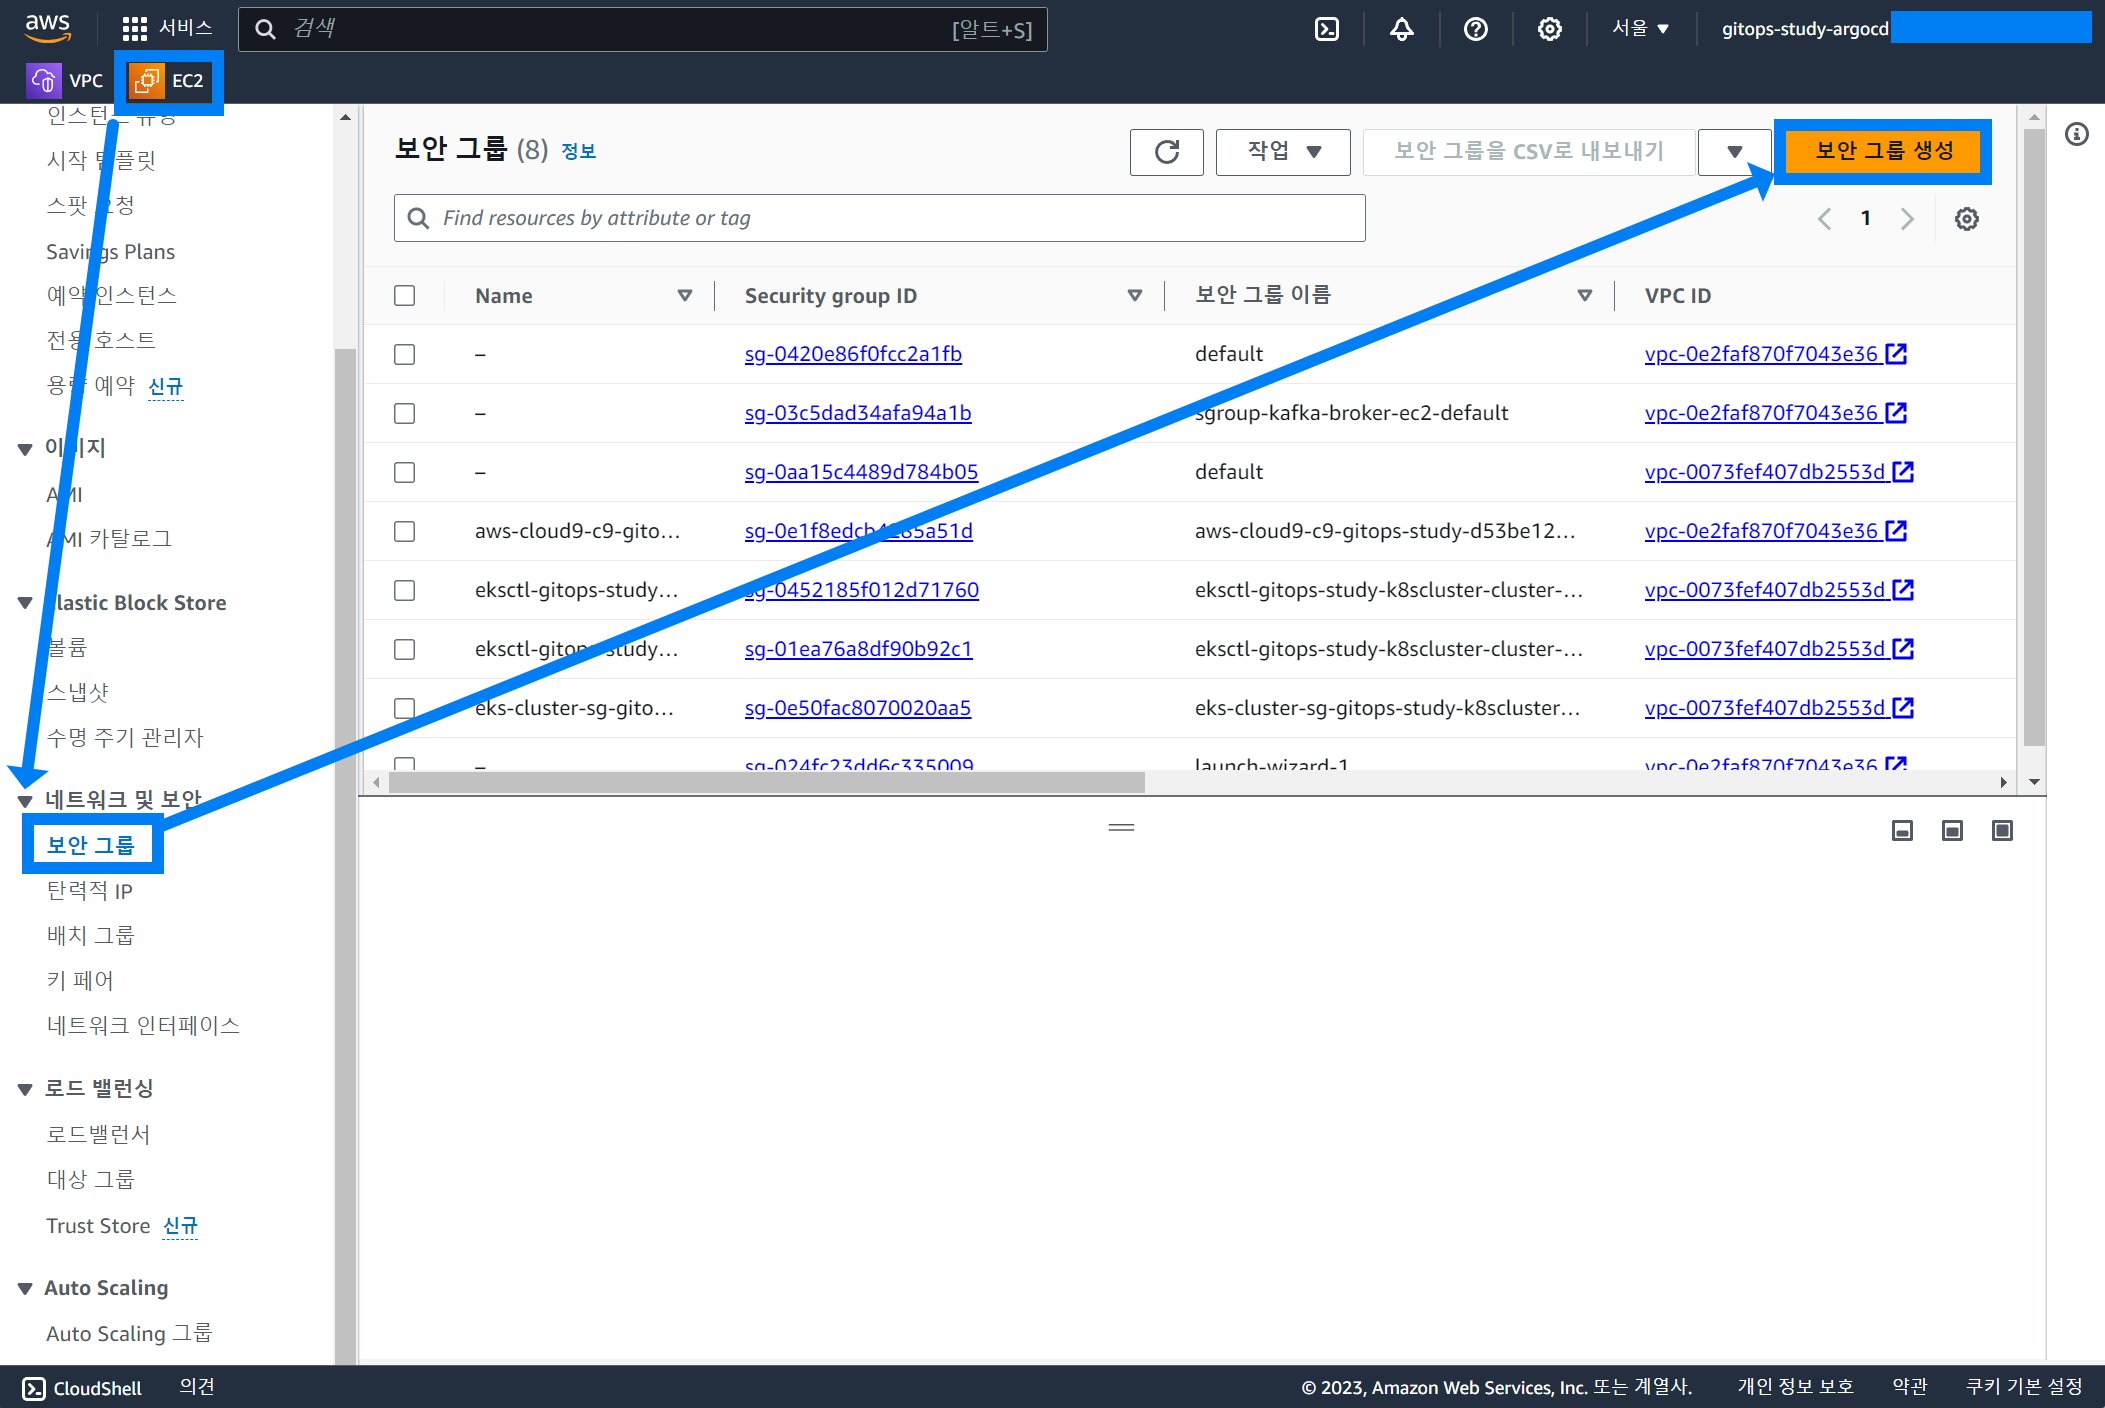 aws
서비스
검색
[알트+S]
서울
gitops-study-argocd
VPC
EC2
시작 템플릿
스팟 요청
Savings Plans
예약 인스턴스
전용 호스트
용량 예약 신규
이미지
AMI
AMI 카탈로그
Elastic Block Store
볼륨
스냅샷
수명 주기 관리자
네트워크 및 보안
보안 그룹
탄력적 IP
배치 그룹
키 페어
네트워크 인터페이스
로드 밸런싱
로드밸런서
대상 그룹
Trust Store 신규
Auto Scaling
Auto Scaling 그룹
보안 그룹 (8) 정보
작업
보안 그룹을 CSV로 내보내기
보안 그룹 생성
Find resources by attribute or tag
1
Name Security group ID 보안 그룹 이름 VPC ID
– sg-0420e86f0fcc2a1fb default vpc-0e2faf870f7043e36
– sg-03c5dad34afa94a1b sgroup-kafka-broker-ec2-default vpc-0e2faf870f7043e36
– sg-0aa15c4489d784b05 default vpc-0073fef407db2553d
aws-cloud9-c9-gito... aws-cloud9-c9-gitops-study-d53be12... vpc-0e2faf870f7043e36
eksctl-gitops-study... sg-0452185f012d71760 eksctl-gitops-study-k8scluster-cluster-... vpc-0073fef407db2553d
eksctl-gitops-study... sg-01ea76a8df90b92c1 eksctl-gitops-study-k8scluster-cluster-... vpc-0073fef407db2553d
eks-cluster-sg-gito... sg-0e50fac8070020aa5 eks-cluster-sg-gitops-study-k8scluster... vpc-0073fef407db2553d
– sg-024fc23dd6c335009 launch-wizard-1 vpc-0e2faf870f7043e36
CloudShell
의견
© 2023, Amazon Web Services, Inc. 또는 계열사.
개인 정보 보호
약관
쿠키 기본 설정